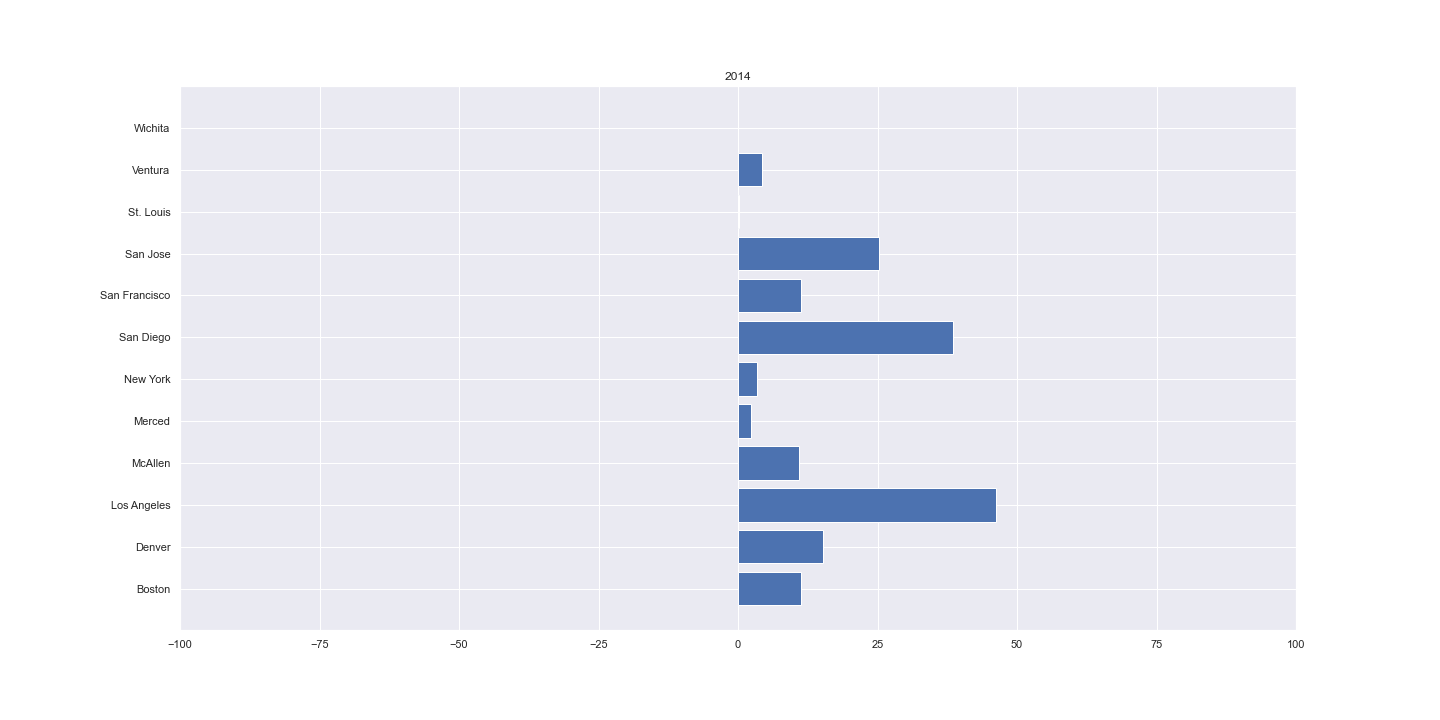 2014
Wichita
Ventura
St. Louis
San Jose
San Francisco
San Diego
New York
Merced
McAllen
Los Angeles
Denver
Boston
−100 −75 −50 −25 0 25 50 75 100